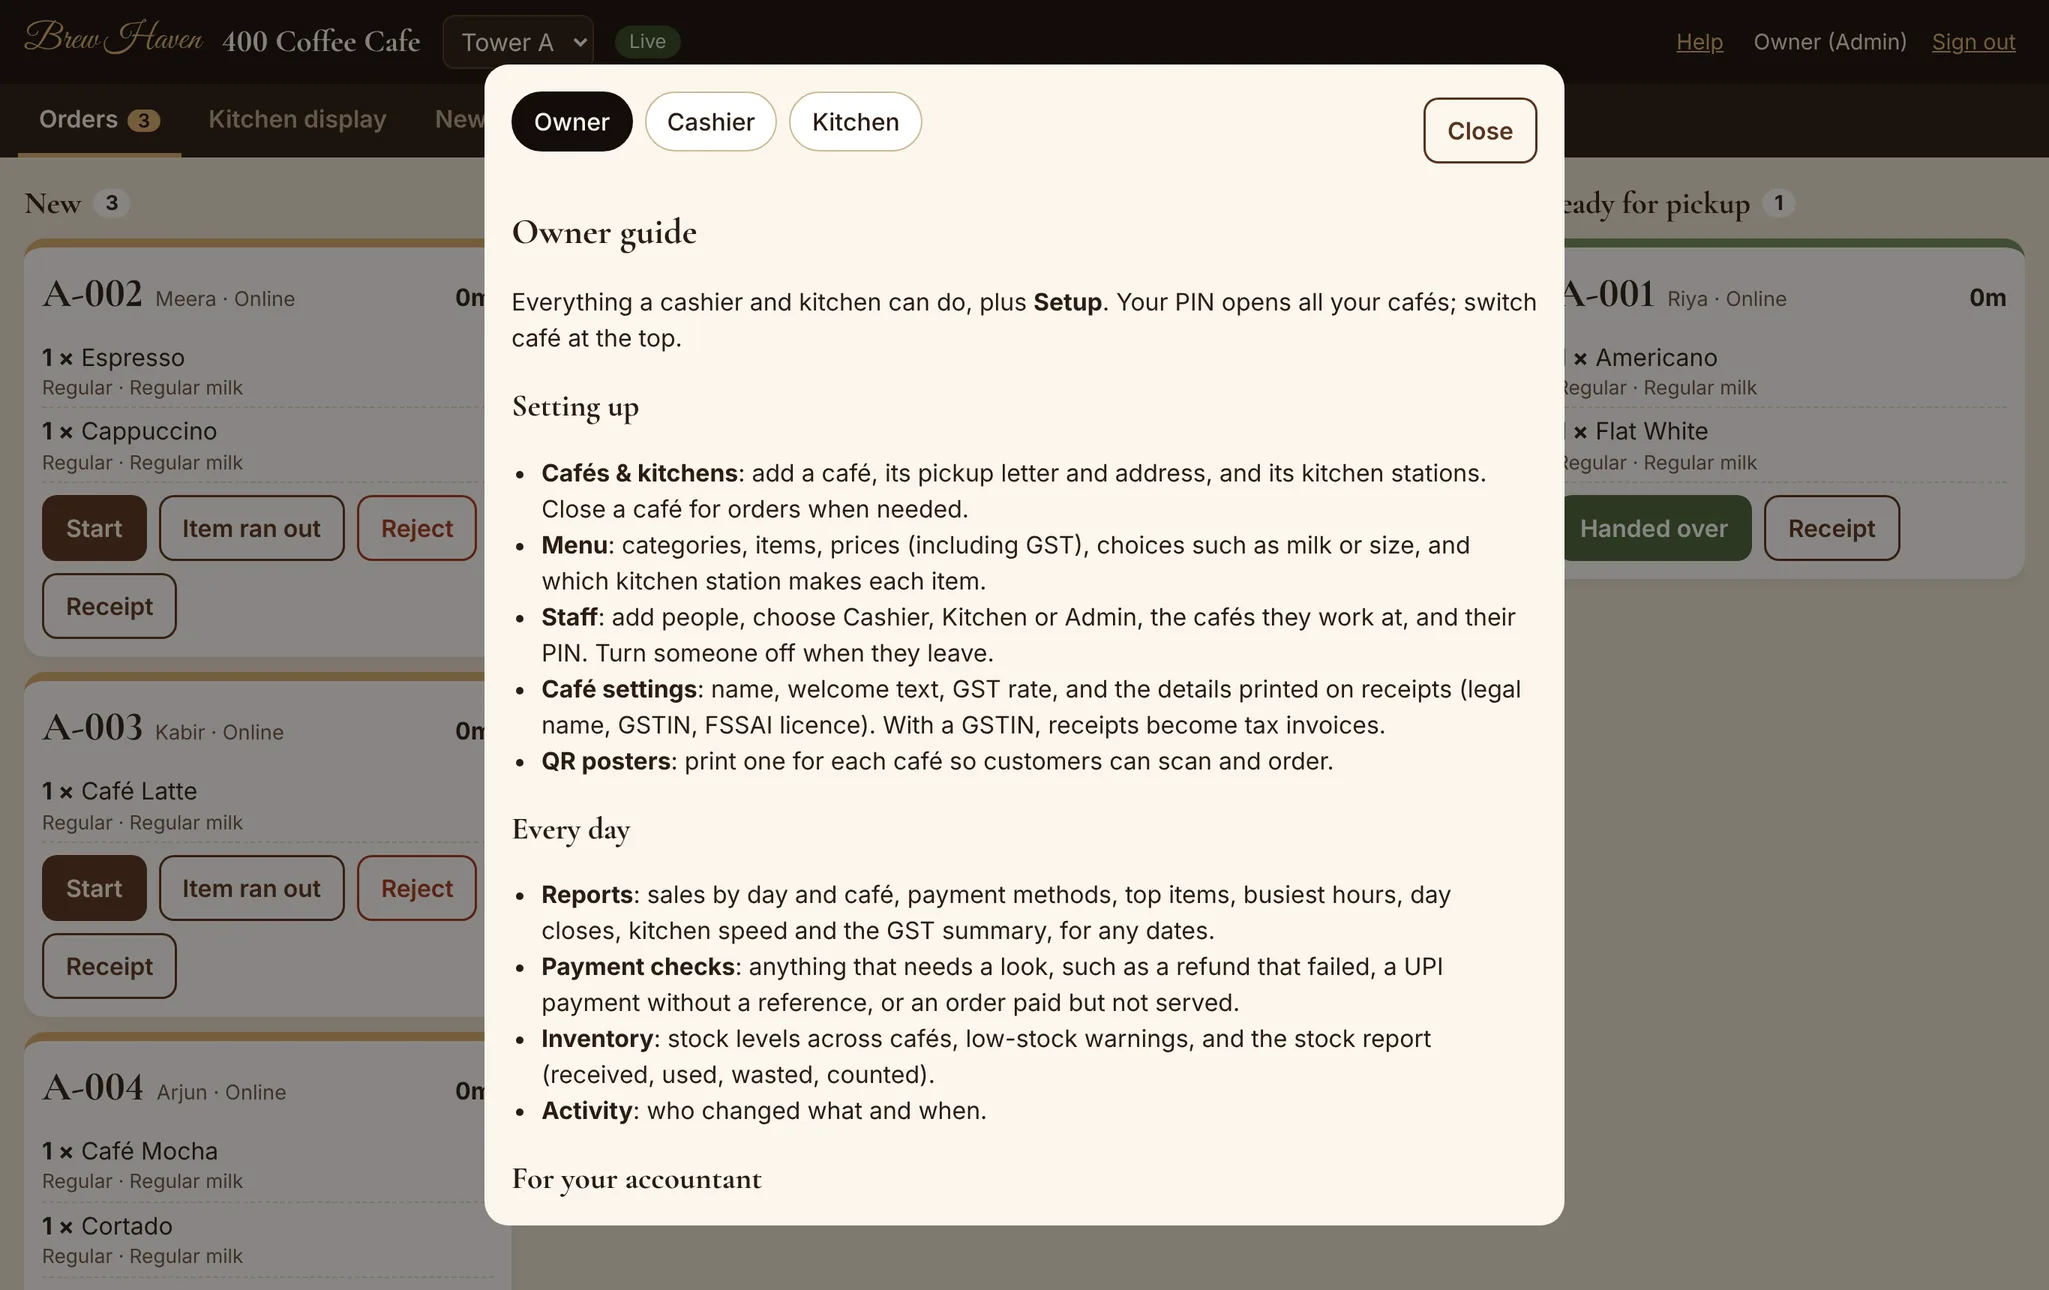 Brew Haven 400 Coffee Cafe Tower A Live Help Owner (Admin) Sign out
Orders 3 Kitchen display New
New 3
A-002 Meera · Online 0m
1 × Espresso
Regular · Regular milk
1 × Cappuccino
Regular · Regular milk
Start Item ran out Reject
Receipt
A-003 Kabir · Online 0m
1 × Café Latte
Regular · Regular milk
Start Item ran out Reject
Receipt
A-004 Arjun · Online 0m
1 × Café Mocha
Regular · Regular milk
1 × Cortado
Regular · Regular milk
Owner Cashier Kitchen Close
Owner guide
Everything a cashier and kitchen can do, plus Setup. Your PIN opens all your cafés; switch
café at the top.
Setting up
• Cafés & kitchens: add a café, its pickup letter and address, and its kitchen stations.
Close a café for orders when needed.
• Menu: categories, items, prices (including GST), choices such as milk or size, and
which kitchen station makes each item.
• Staff: add people, choose Cashier, Kitchen or Admin, the cafés they work at, and their
PIN. Turn someone off when they leave.
• Café settings: name, welcome text, GST rate, and the details printed on receipts (legal
name, GSTIN, FSSAI licence). With a GSTIN, receipts become tax invoices.
• QR posters: print one for each café so customers can scan and order.
Every day
• Reports: sales by day and café, payment methods, top items, busiest hours, day
closes, kitchen speed and the GST summary, for any dates.
• Payment checks: anything that needs a look, such as a refund that failed, a UPI
payment without a reference, or an order paid but not served.
• Inventory: stock levels across cafés, low-stock warnings, and the stock report
(received, used, wasted, counted).
• Activity: who changed what and when.
For your accountant
eady for pickup 1
A-001 Riya · Online 0m
× Americano
Regular · Regular milk
× Flat White
Regular · Regular milk
Handed over Receipt